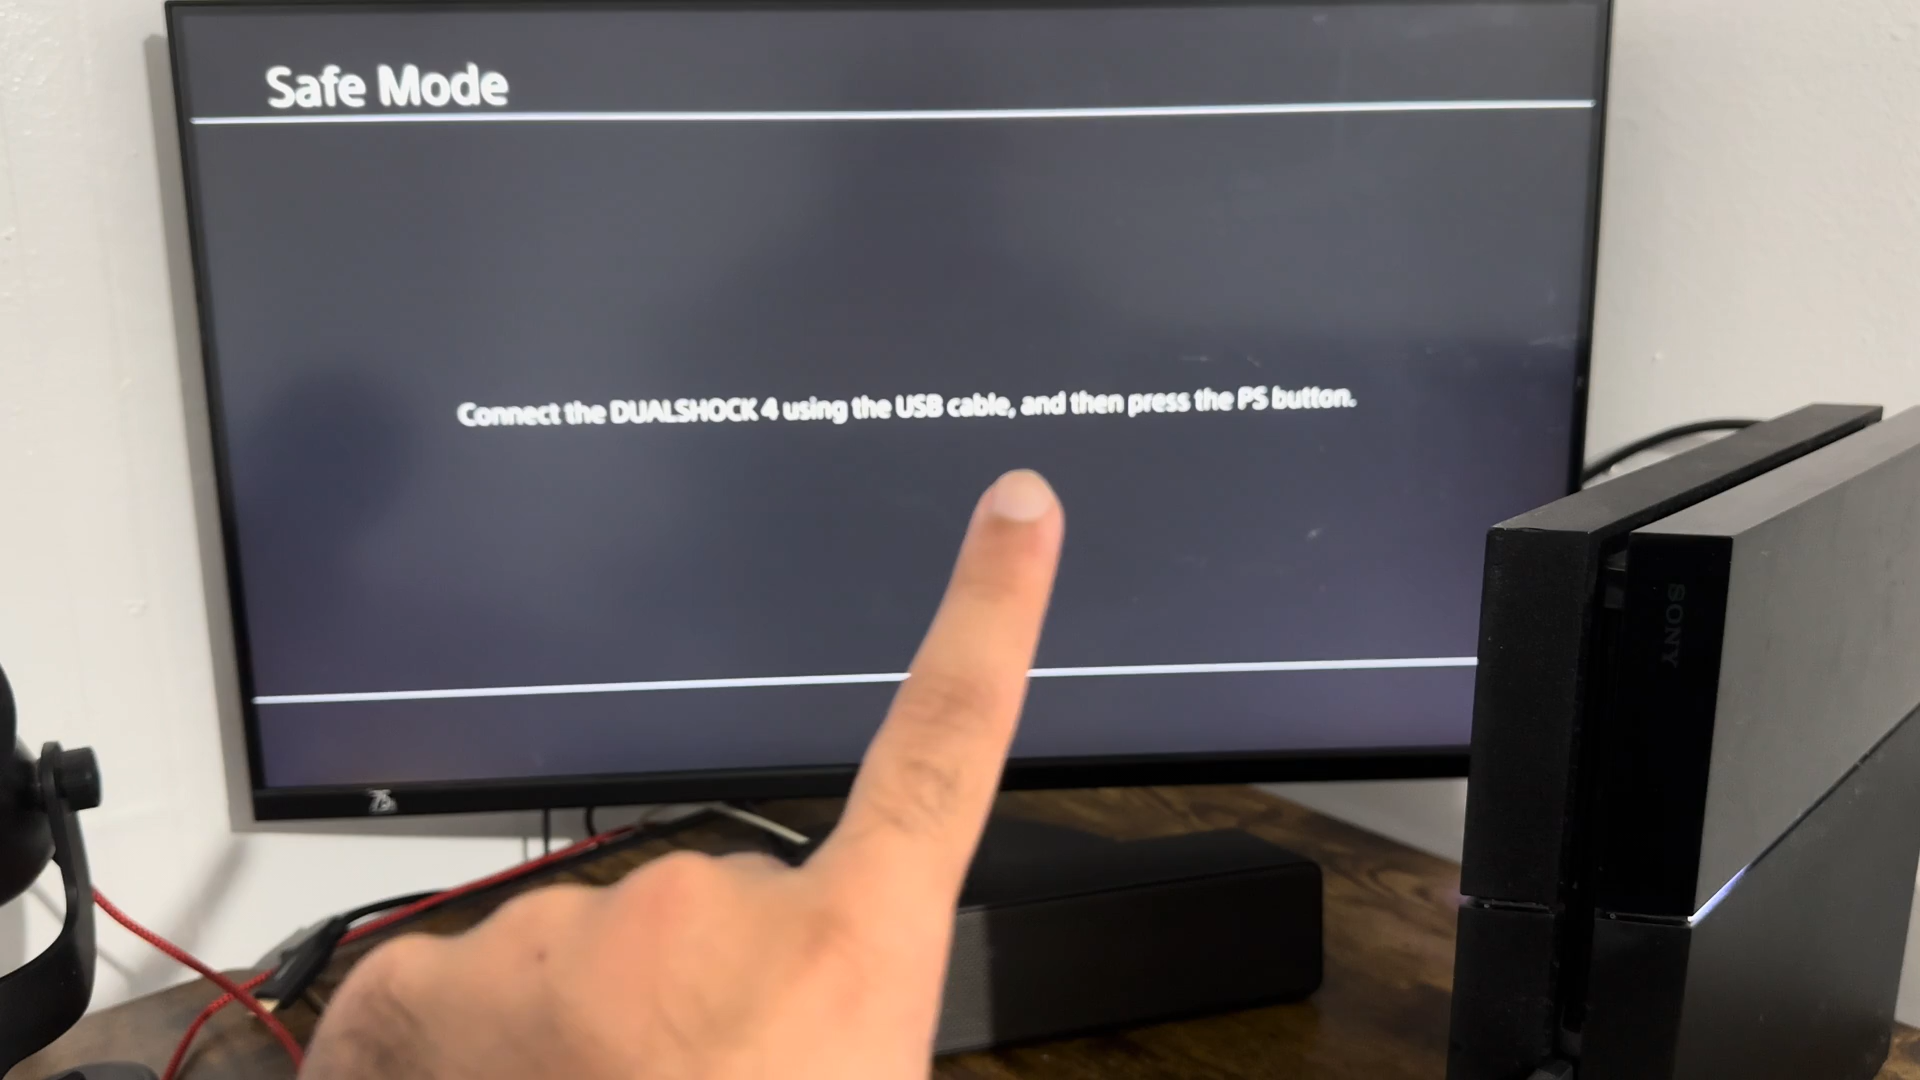 Safe Mode
Connect the DUALSHOCK 4 using the USB cable, and then press the PS button.
SONY